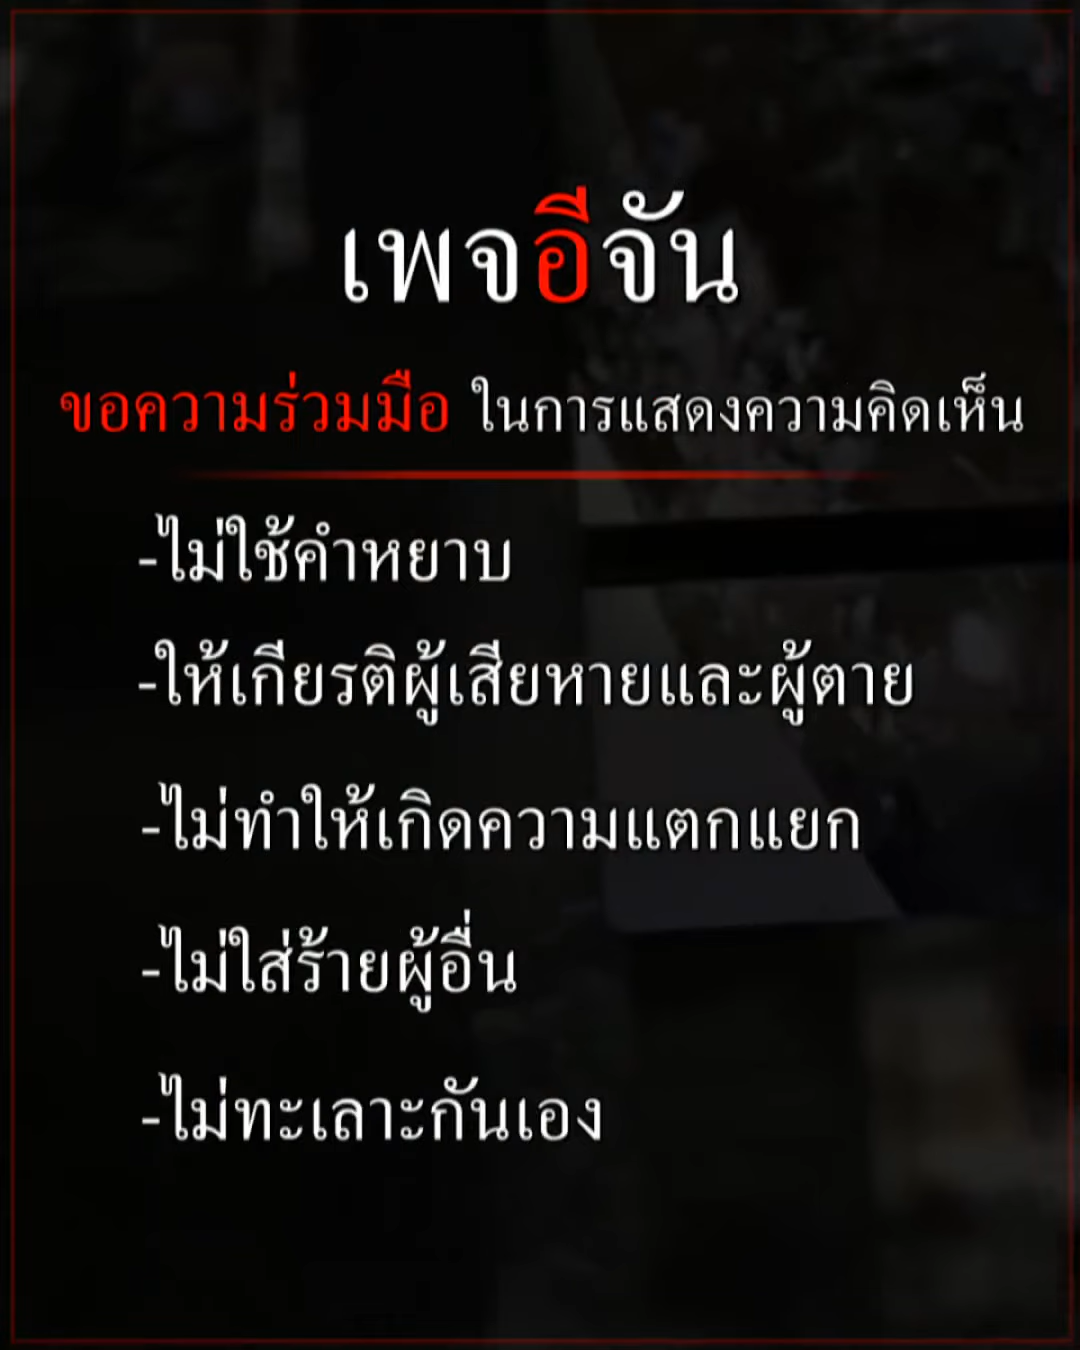 เพจอีจัน
ขอความร่วมมือ ในการแสดงความคิดเห็น
-ไม่ใช้คำหยาบ
-ให้เกียรติผู้เสียหายและผู้ตาย
-ไม่ทำให้เกิดความแตกแยก
-ไม่ใส่ร้ายผู้อื่น
-ไม่ทะเลาะกันเอง